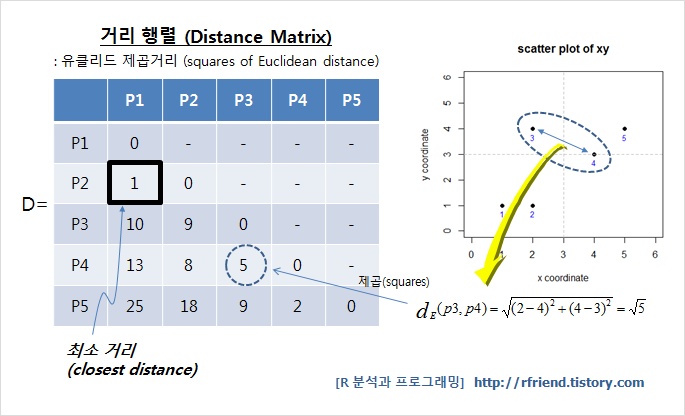 거리 행렬 (Distance Matrix)
: 유클리드 제곱거리 (squares of Euclidean distance)
P1 P2 P3 P4 P5
P1 0 - - - -
P2 1 0 - - -
D=
P3 10 9 0 - -
P4 13 8 5 0 -
P5 25 18 9 2 0
최소 거리
(closest distance)
scatter plot of xy
y coordinate
6
5
4
3
2
1
0
3
5
4
1
2
0 1 2 3 4 5 6
x coordinate
제곱(squares)
d_E(p3, p4) = √((2−4)² + (4−3)²) = √5
[R 분석과 프로그래밍] http://rfriend.tistory.com